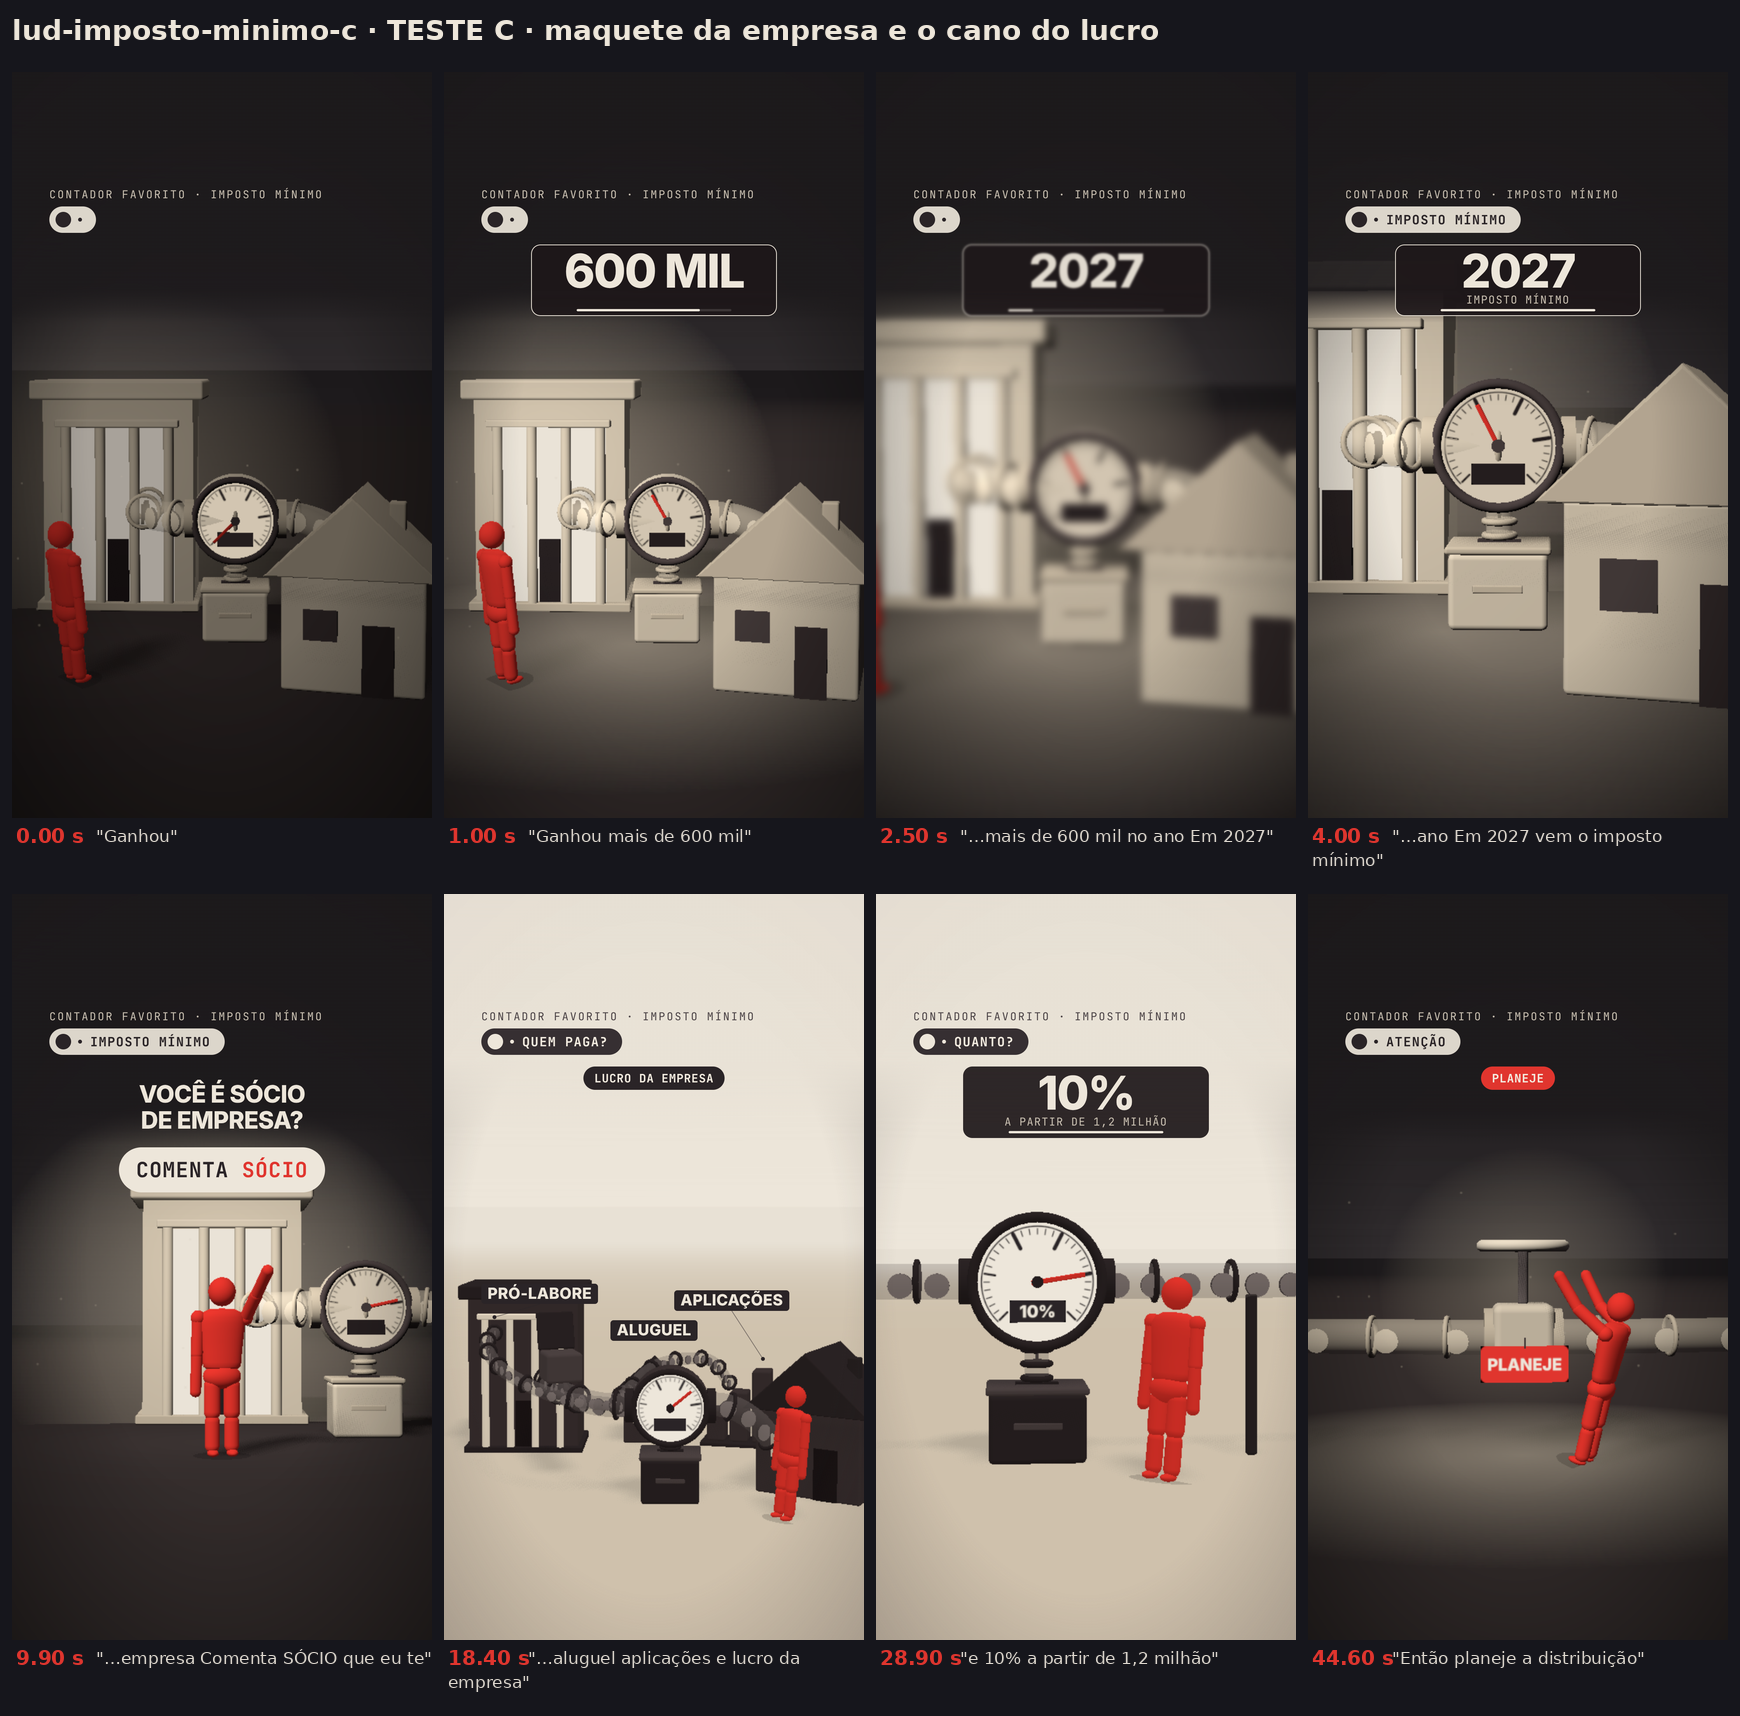 lud-imposto-minimo-c · TESTE C · maquete da empresa e o cano do lucro
CONTADOR FAVORITO · IMPOSTO MÍNIMO
0.00 s "Ganhou"
CONTADOR FAVORITO · IMPOSTO MÍNIMO
600 MIL
1.00 s "Ganhou mais de 600 mil"
CONTADOR FAVORITO · IMPOSTO MÍNIMO
2027
2.50 s "...mais de 600 mil no ano Em 2027"
CONTADOR FAVORITO · IMPOSTO MÍNIMO
• IMPOSTO MÍNIMO
2027
IMPOSTO MÍNIMO
4.00 s "...ano Em 2027 vem o imposto
mínimo"
CONTADOR FAVORITO · IMPOSTO MÍNIMO
• IMPOSTO MÍNIMO
VOCÊ É SÓCIO
DE EMPRESA?
COMENTA SÓCIO
9.90 s "...empresa Comenta SÓCIO que eu te"
CONTADOR FAVORITO · IMPOSTO MÍNIMO
• QUEM PAGA?
LUCRO DA EMPRESA
PRÓ-LABORE
APLICAÇÕES
ALUGUEL
18.40 s "...aluguel aplicações e lucro da
empresa"
CONTADOR FAVORITO · IMPOSTO MÍNIMO
• QUANTO?
10%
A PARTIR DE 1,2 MILHÃO
10%
28.90 s "e 10% a partir de 1,2 milhão"
CONTADOR FAVORITO · IMPOSTO MÍNIMO
• ATENÇÃO
PLANEJE
PLANEJE
44.60 s "Então planeje a distribuição"